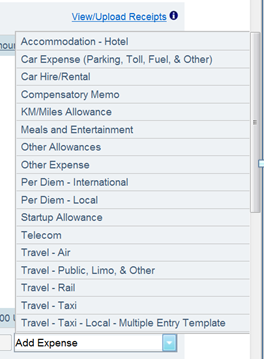 View/Upload Receipts
Accommodation - Hotel
Car Expense (Parking, Toll, Fuel, & Other)
Car Hire/Rental
Compensatory Memo
KM/Miles Allowance
Meals and Entertainment
Other Allowances
Other Expense
Per Diem - International
Per Diem - Local
Startup Allowance
Telecom
Travel - Air
Travel - Public, Limo, & Other
Travel - Rail
Travel - Taxi
Travel - Taxi - Local - Multiple Entry Template
Add Expense